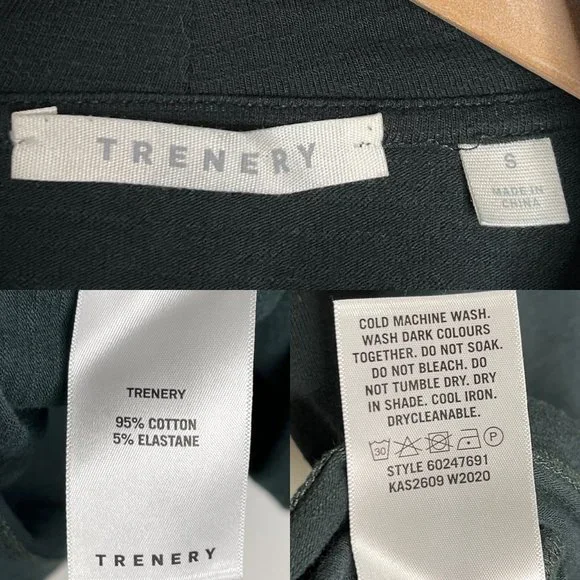 TRENERY
S
MADE IN
CHINA
TRENERY
95% COTTON
5% ELASTANE
TRENERY
COLD MACHINE WASH.
WASH DARK COLOURS
TOGETHER. DO NOT SOAK.
DO NOT BLEACH. DO
NOT TUMBLE DRY. DRY
IN SHADE. COOL IRON.
DRYCLEANABLE.
30 P
STYLE 60247691
KAS2609 W2020